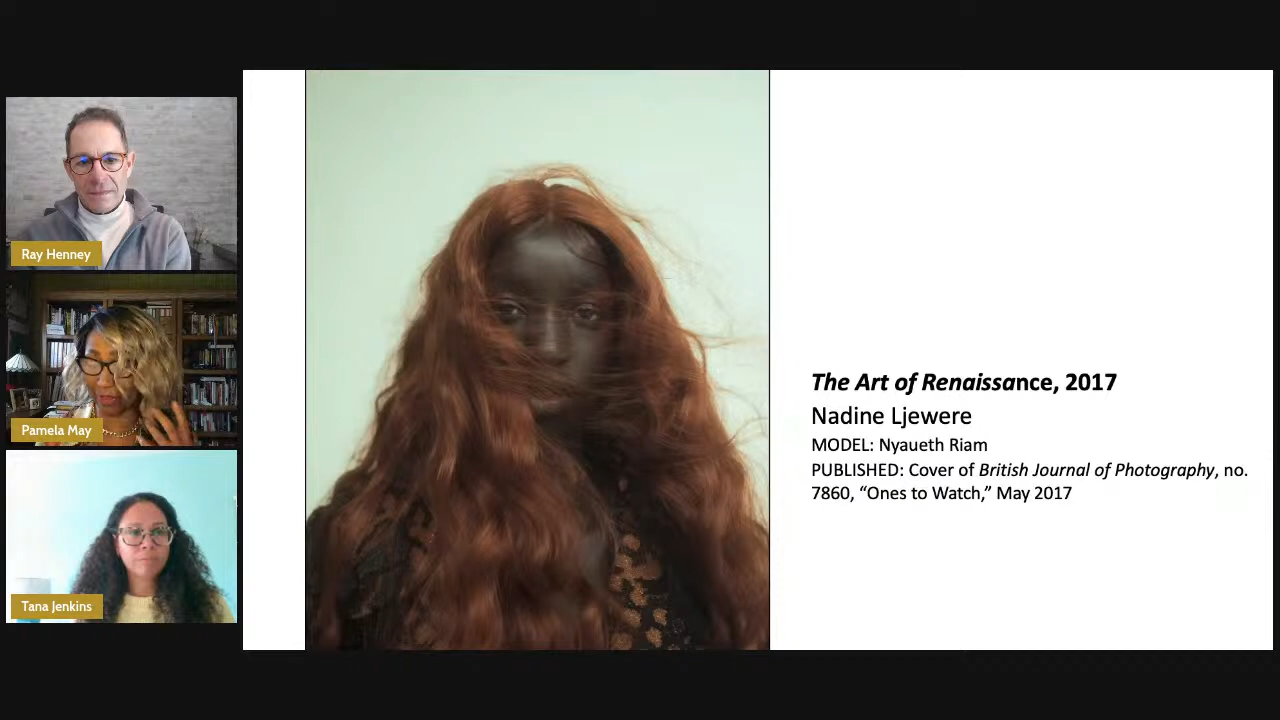 Ray Henney
Pamela May
Tana Jenkins
The Art of Renaissance, 2017
Nadine Ljewere
MODEL: Nyaueth Riam
PUBLISHED: Cover of British Journal of Photography, no.
7860, “Ones to Watch,” May 2017